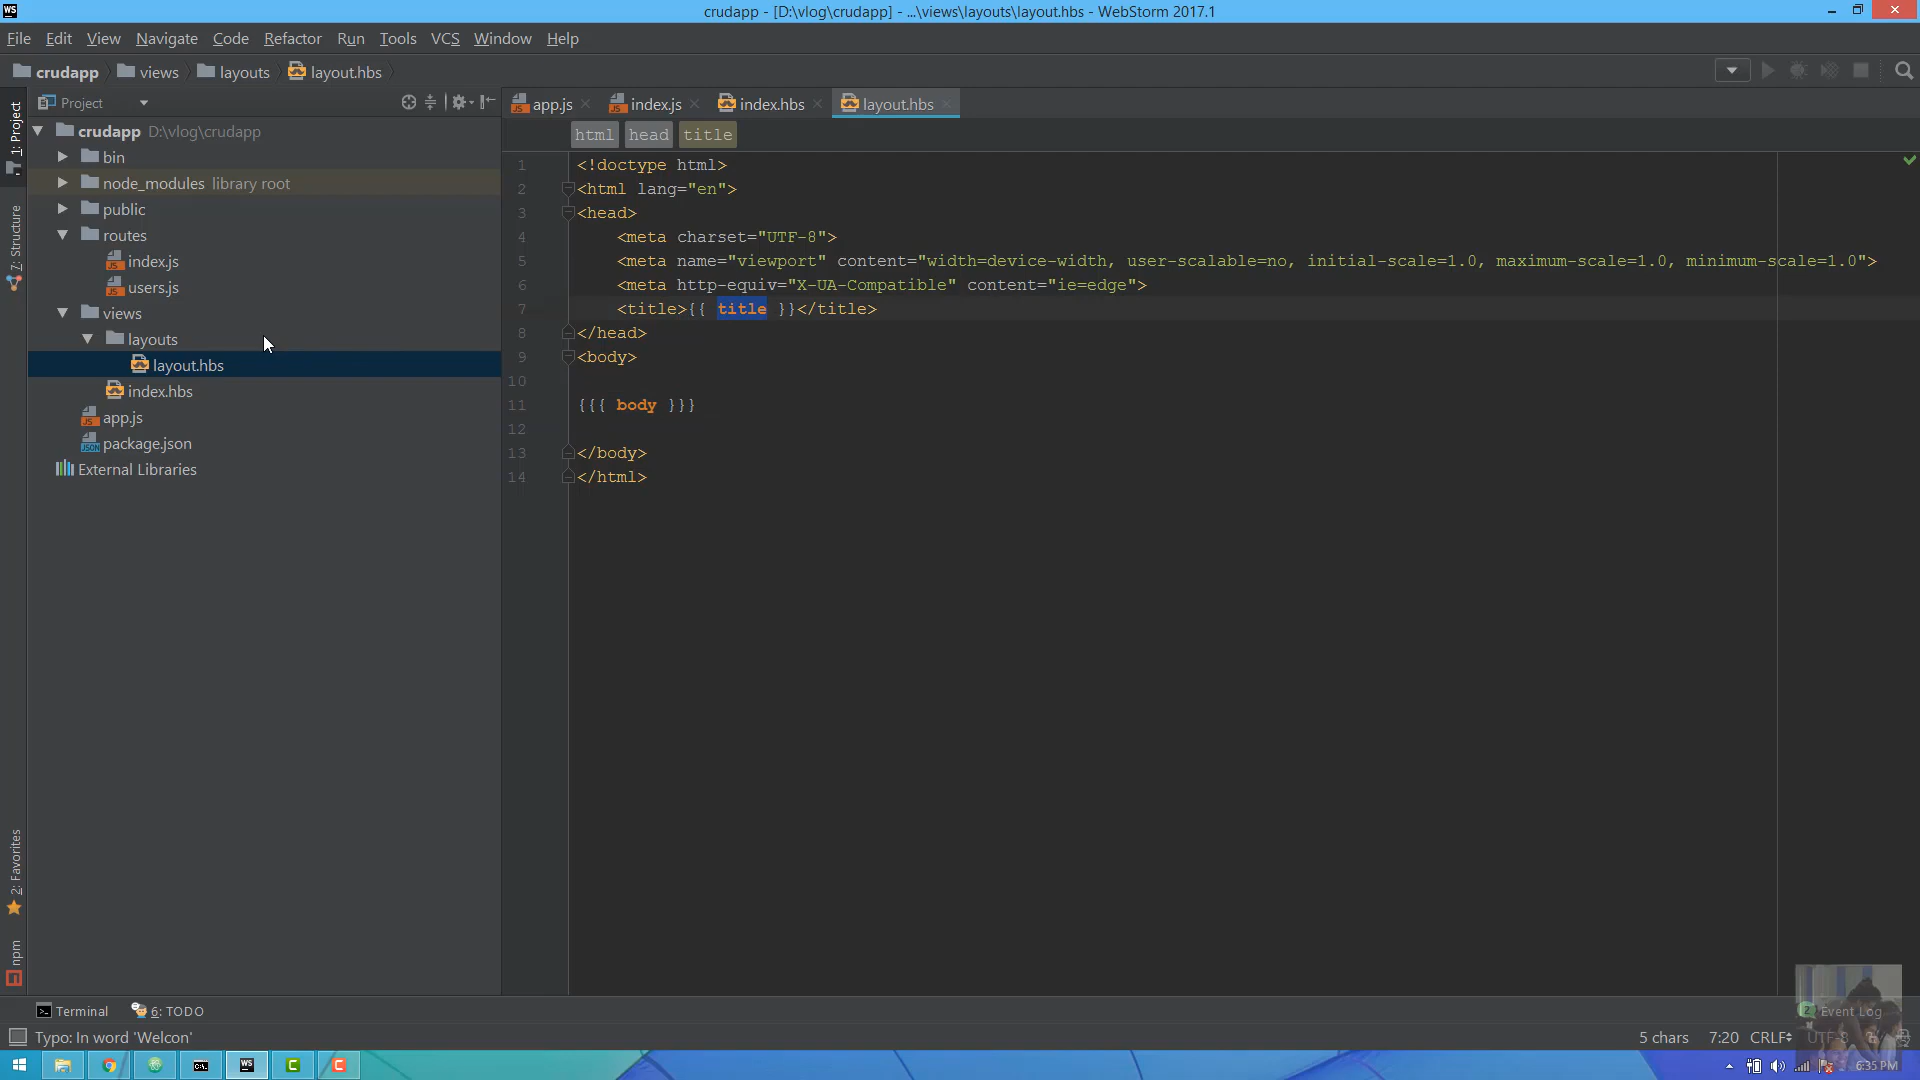 WS
crudapp - [D:\vlog\crudapp] - ...\views\layouts\layout.hbs - WebStorm 2017.1
File Edit View Navigate Code Refactor Run Tools VCS Window Help
crudapp views layouts layout.hbs
Project
app.js index.js index.hbs layout.hbs
html head title
1: Project
7: Structure
2: Favorites
npm
crudapp D:\vlog\crudapp
bin
node_modules library root
public
routes
index.js
users.js
views
layouts
layout.hbs
index.hbs
app.js
package.json
External Libraries
1 <!doctype html>
2 <html lang="en">
3 <head>
4 <meta charset="UTF-8">
5 <meta name="viewport" content="width=device-width, user-scalable=no, initial-scale=1.0, maximum-scale=1.0, minimum-scale=1.0">
6 <meta http-equiv="X-UA-Compatible" content="ie=edge">
7 <title>{{ title }}</title>
8 </head>
9 <body>
10
11 {{{ body }}}
12
13 </body>
14 </html>
Terminal 6: TODO
Event Log
Typo: In word 'Welcon'
5 chars 7:20 CRLF UTF-8
6:35 PM